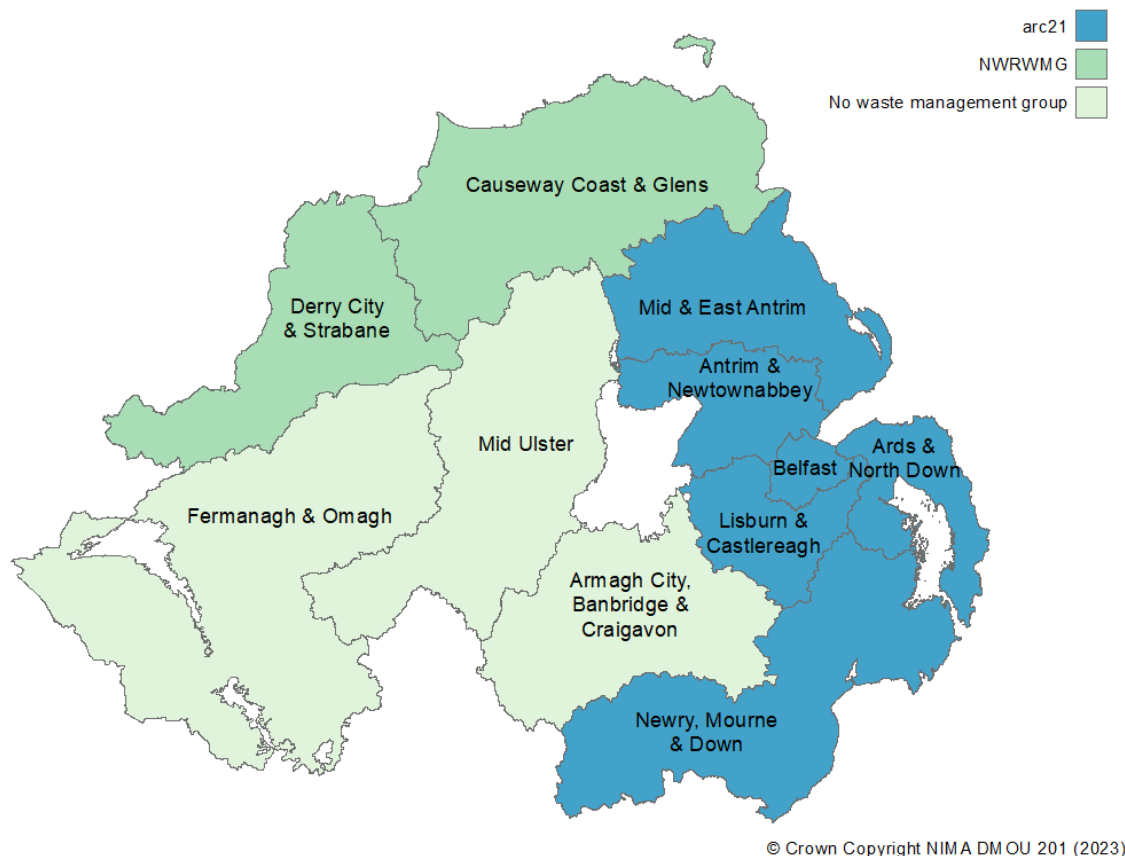 arc21
NWRWMG
No waste management group
Causeway Coast & Glens
Derry City
& Strabane
Mid & East Antrim
Antrim &
Newtownabbey
Mid Ulster
Belfast
Ards &
North Down
Fermanagh & Omagh
Lisburn &
Castlereagh
Armagh City,
Banbridge &
Craigavon
Newry, Mourne
& Down
© Crown Copyright NIMA DMOU 201 (2023)